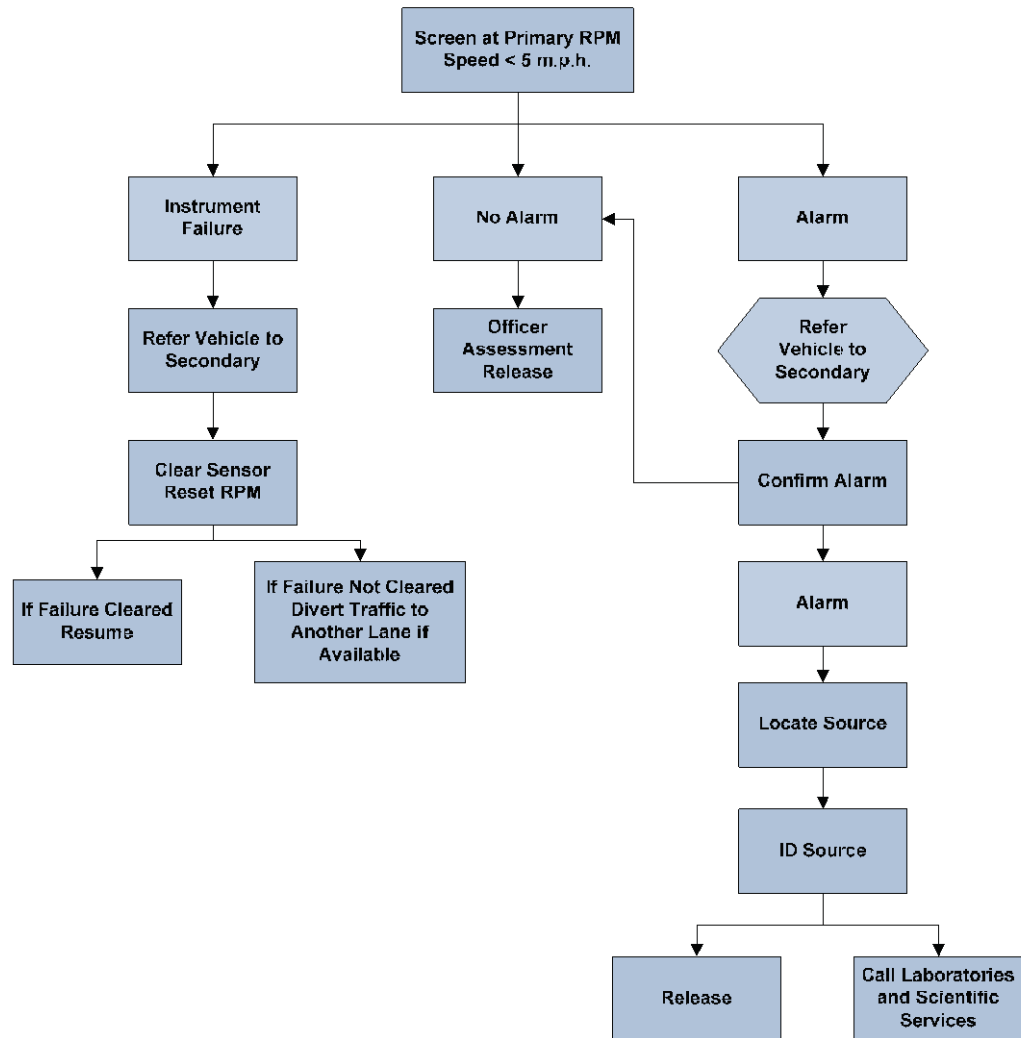 Screen at Primary RPM
Speed < 5 m.p.h.
Instrument
Failure
No Alarm
Alarm
Refer Vehicle to
Secondary
Officer
Assessment
Release
Refer
Vehicle to
Secondary
Clear Sensor
Reset RPM
Confirm Alarm
If Failure Cleared
Resume
If Failure Not Cleared
Divert Traffic to
Another Lane if
Available
Alarm
Locate Source
ID Source
Release
Call Laboratories
and Scientific
Services